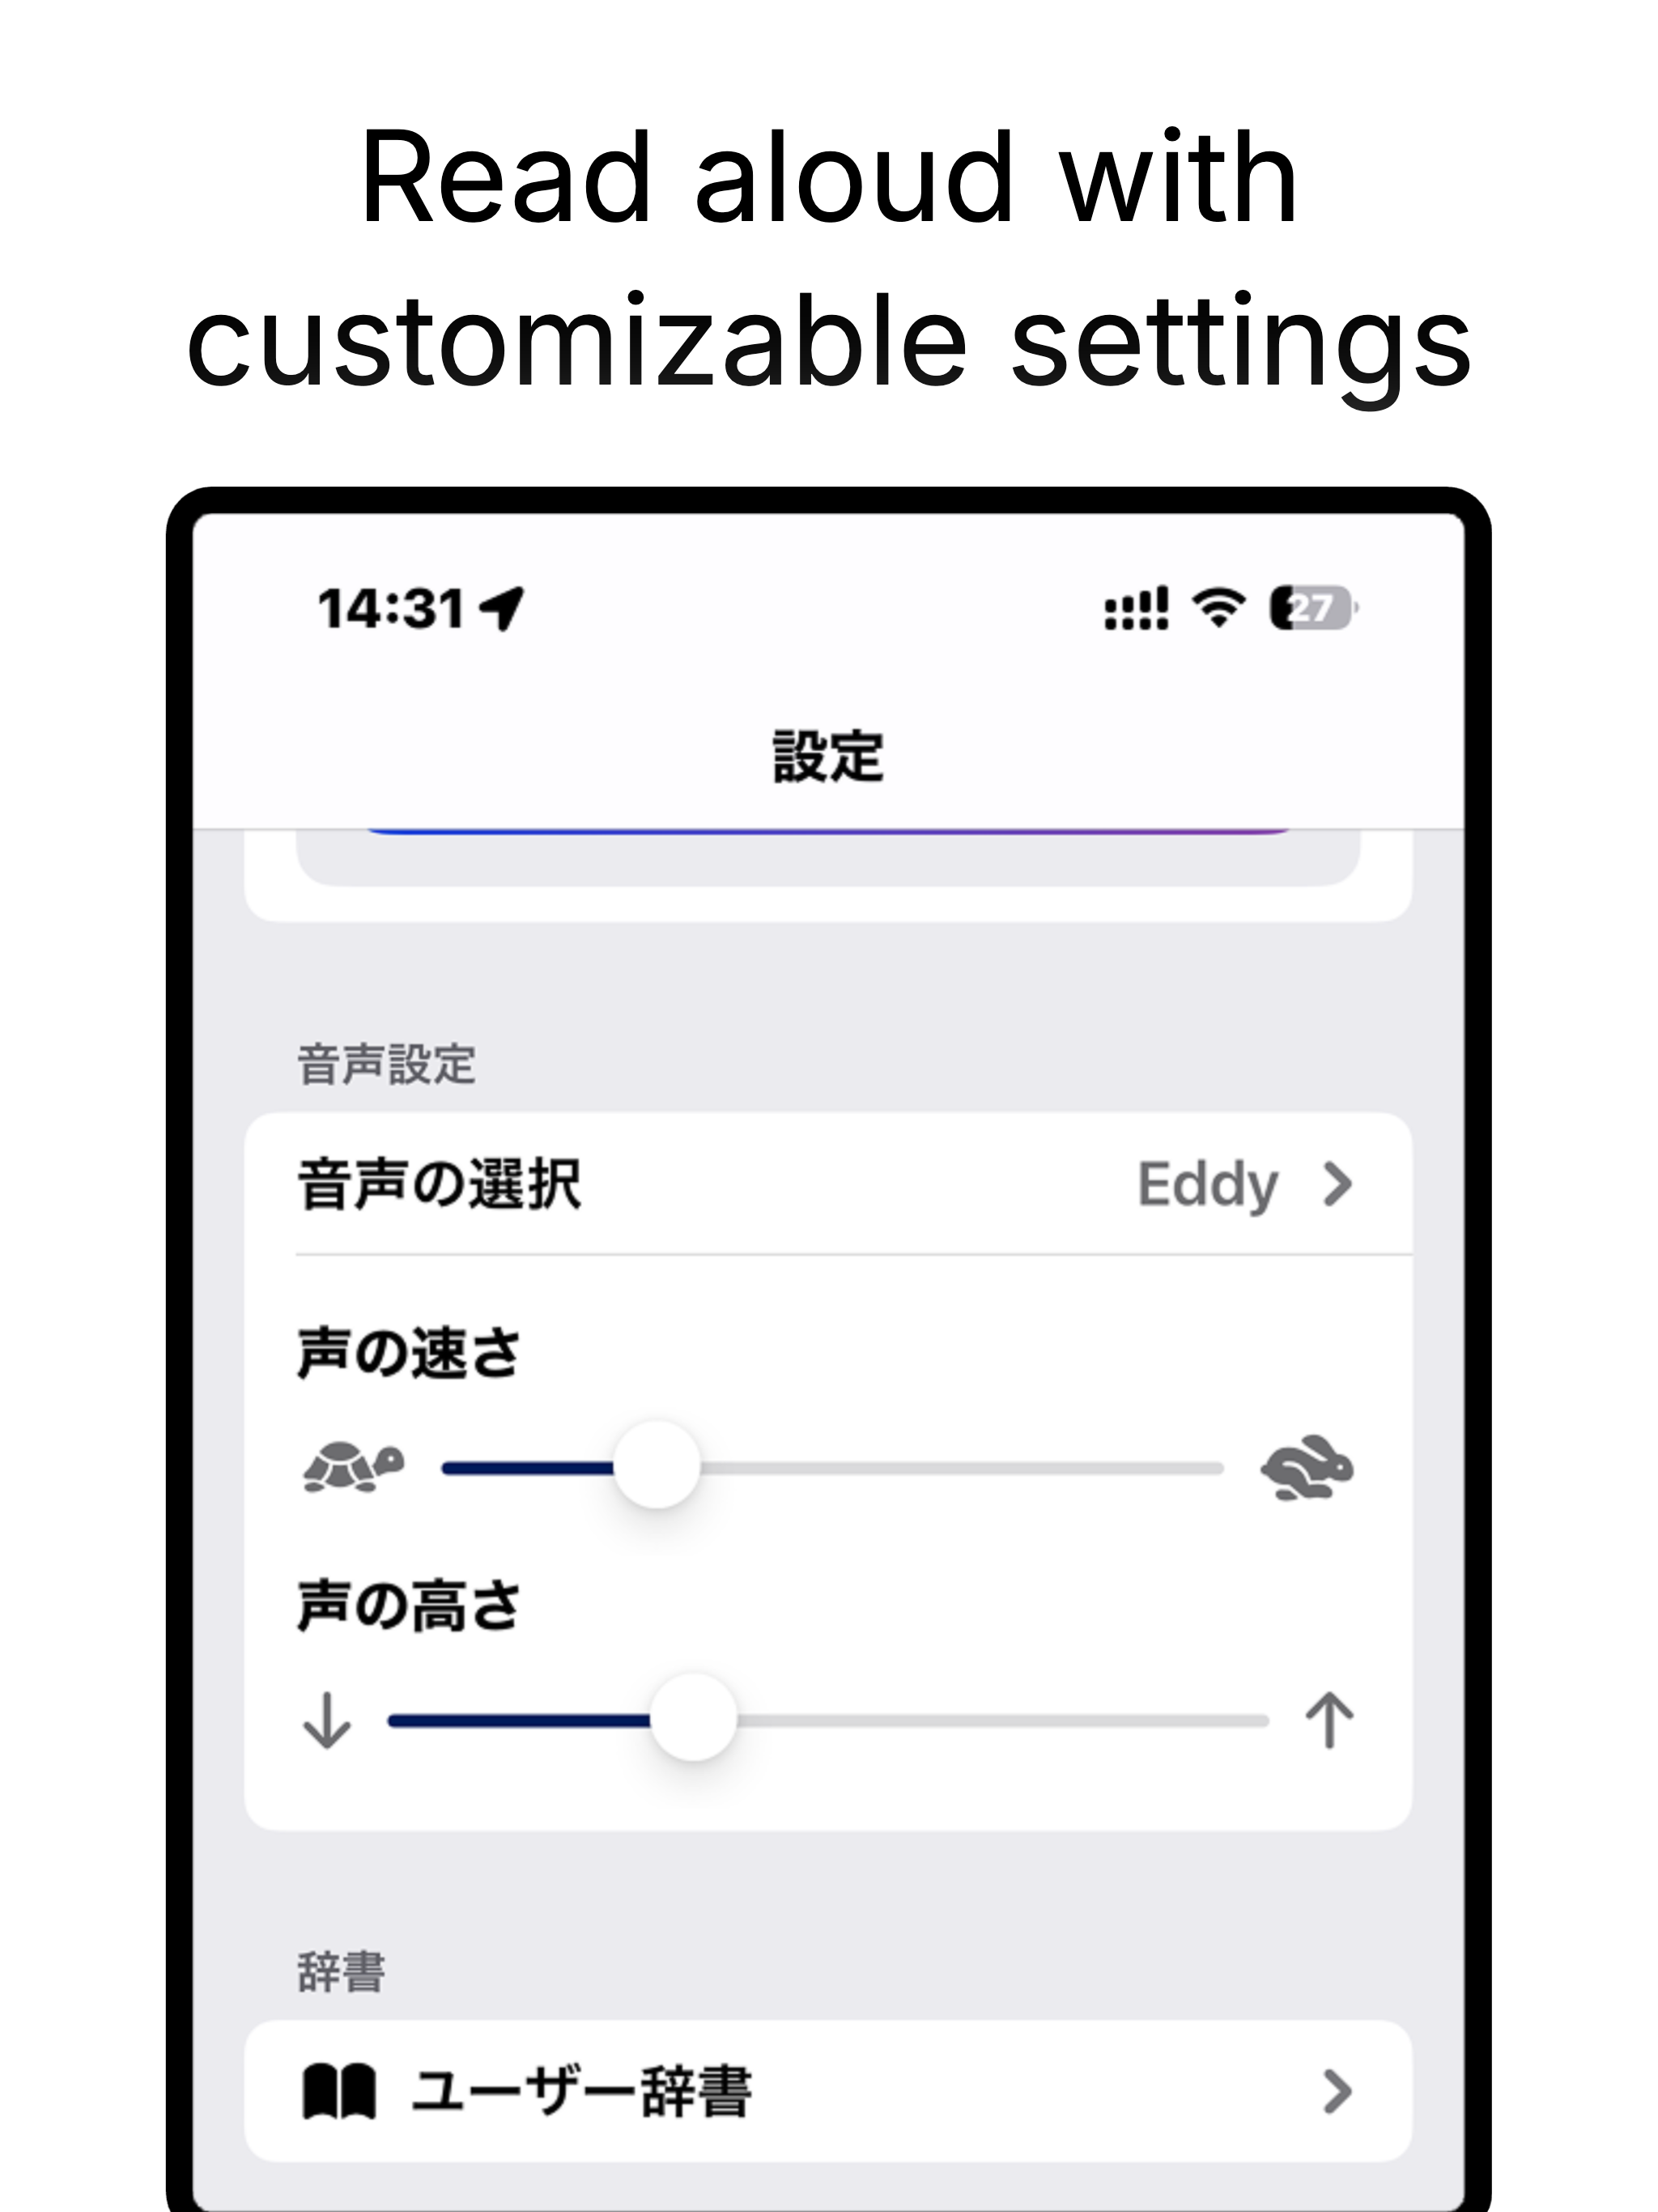 Read aloud with
customizable settings
14:31
27
設定
音声設定
音声の選択
Eddy
声の速さ
声の高さ
辞書
ユーザー辞書